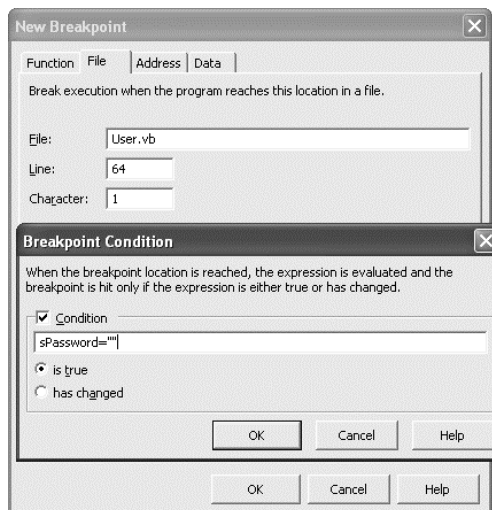 New Breakpoint
Function File Address Data
Break execution when the program reaches this location in a file.
File: User.vb
Line: 64
Character: 1
Breakpoint Condition
When the breakpoint location is reached, the expression is evaluated and the
breakpoint is hit only if the expression is either true or has changed.
Condition
sPassword=""
is true
has changed
OK Cancel Help
OK Cancel Help